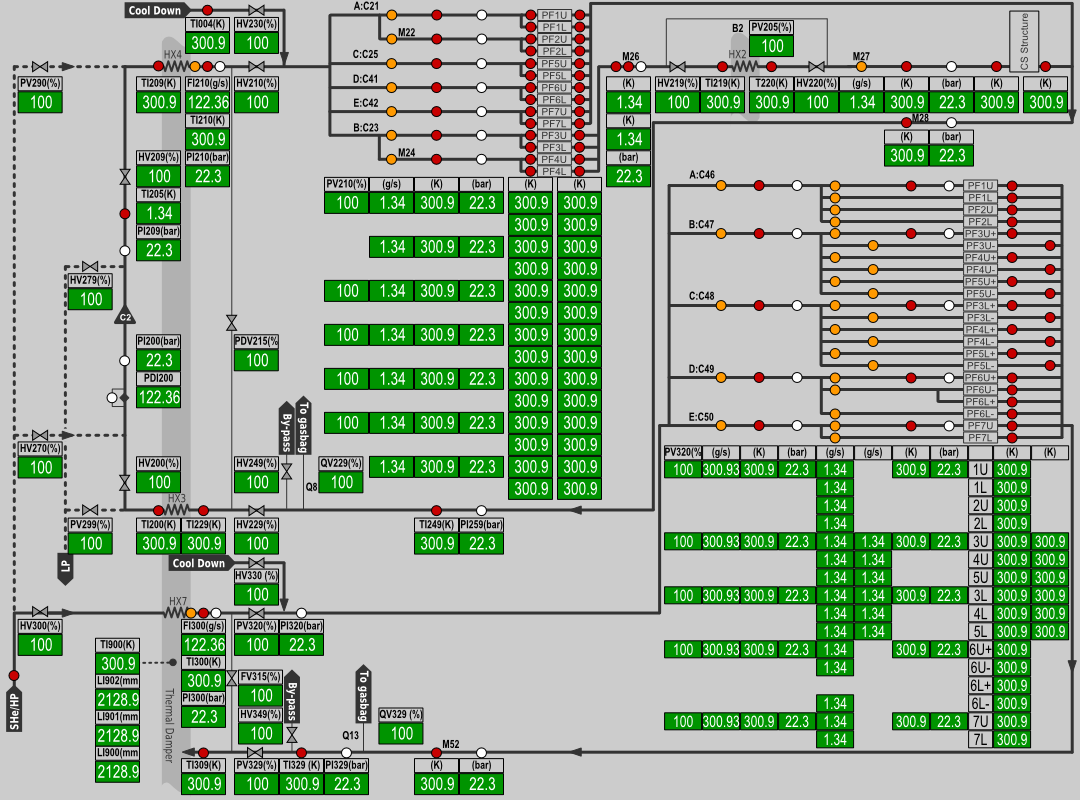 Cool Down
TI004(K) HV230(%)
300.9 100
HX4
PV290(%)
100
TI209(K) FI210(g/s) HV210(%)
300.9 122.36 100
TI210(K)
300.9
HV209(%) PI210(bar)
100 22.3
TI205(K)
1.34
PI209(bar)
22.3
HV279(%)
100
C2
PI200(bar)
22.3
PDI200
122.36
PDV215(%)
100
HV270(%)
100
HV200(%)
100
HV249(%)
100
By-pass
To gasbag
Q8
QV229(%)
100
HX3
PV299(%)
100
TI200(K) TI229(K) HV229(%)
300.9 300.9 100
TI249(K) PI259(bar)
300.9 22.3
LP
Cool Down
HV330 (%)
100
HX7
HV300(%)
100
FI300(g/s) PV320(%) PI320(bar)
122.36 100 22.3
TI900(K)
300.9
LI902(mm
2128.9
LI901(mm)
2128.9
LI900(mm)
2128.9
TI300(K)
300.9
PI300(bar)
22.3
Thermal Damper
SHe/HP
FV315(%)
100
HV349(%)
100
By-pass
To gasbag
Q13
QV329 (%)
100
M52
TI309(K) PV329(%) TI329 (K) PI329(bar) (K) (bar)
300.9 100 300.9 22.3 300.9 22.3
A:C21
M22
C:C25
D:C41
E:C42
B:C23
M24
PF1U
PF1L
PF2U
PF2L
PF5U
PF5L
PF6U
PF6L
PF7U
PF7L
PF3U
PF3L
PF4U
PF4L
PV210(%) (g/s) (K) (bar) (K) (K)
100 1.34 300.9 22.3 300.9 300.9
300.9 300.9
1.34 300.9 22.3 300.9 300.9
300.9 300.9
100 1.34 300.9 22.3 300.9 300.9
300.9 300.9
100 1.34 300.9 22.3 300.9 300.9
300.9 300.9
100 1.34 300.9 22.3 300.9 300.9
300.9 300.9
100 1.34 300.9 22.3 300.9 300.9
300.9 300.9
1.34 300.9 22.3 300.9 300.9
300.9 300.9
M26
(K)
1.34
(K)
1.34
(bar)
22.3
B2
PV205(%)
100
HX2
M27
CS Structure
HV219(%) TI219(K) T220(K) HV220(%) (g/s) (K) (bar) (K) (K)
100 300.9 300.9 100 1.34 300.9 22.3 300.9 300.9
M28
(K) (bar)
300.9 22.3
A:C46
B:C47
C:C48
D:C49
E:C50
PF1U
PF1L
PF2U
PF2L
PF3U+
PF3U-
PF4U+
PF4U-
PF5U+
PF5U-
PF3L+
PF3L-
PF4L+
PF4L-
PF5L+
PF5L-
PF6U+
PF6U-
PF6L+
PF6L-
PF7U
PF7L
PV320(% (g/s) (K) (bar) (g/s) (g/s) (K) (bar) (K) (K)
100 300.93 300.9 22.3 1.34 300.9 22.3 1U 300.9
1.34 1L 300.9
1.34 2U 300.9
1.34 2L 300.9
100 300.93 300.9 22.3 1.34 1.34 300.9 22.3 3U 300.9 300.9
1.34 1.34 4U 300.9 300.9
1.34 1.34 5U 300.9 300.9
100 300.93 300.9 22.3 1.34 1.34 300.9 22.3 3L 300.9 300.9
1.34 1.34 4L 300.9 300.9
1.34 1.34 5L 300.9 300.9
100 300.93 300.9 22.3 1.34 300.9 22.3 6U+ 300.9
1.34 6U- 300.9
6L+ 300.9
1.34 6L- 300.9
100 300.93 300.9 22.3 1.34 300.9 22.3 7U 300.9
1.34 7L 300.9